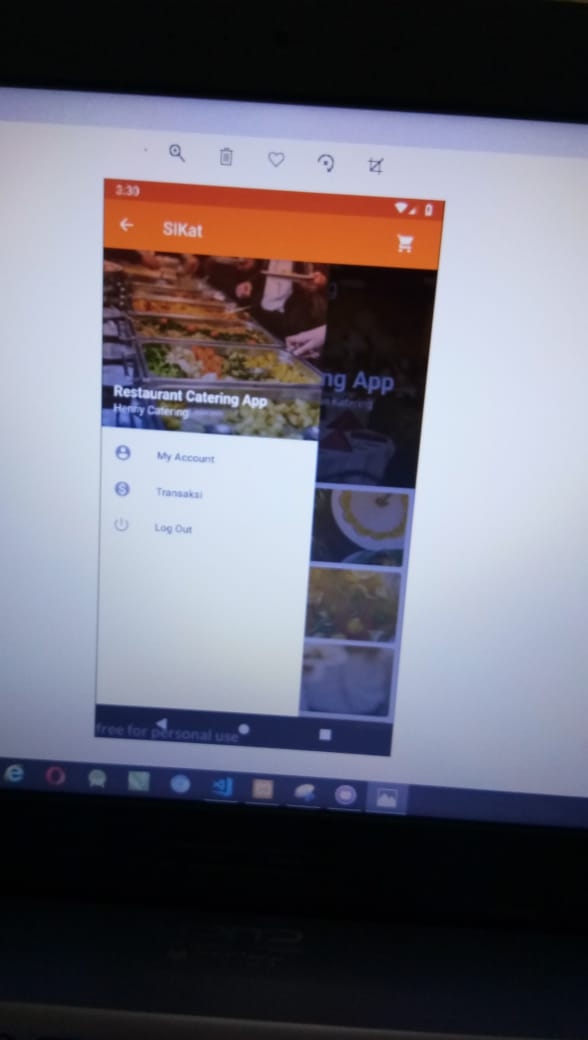 3:30
SIKat
ng App
Restaurant Catering App
Henny Catering
My Account
Transaksi
Log Out
free for personal use